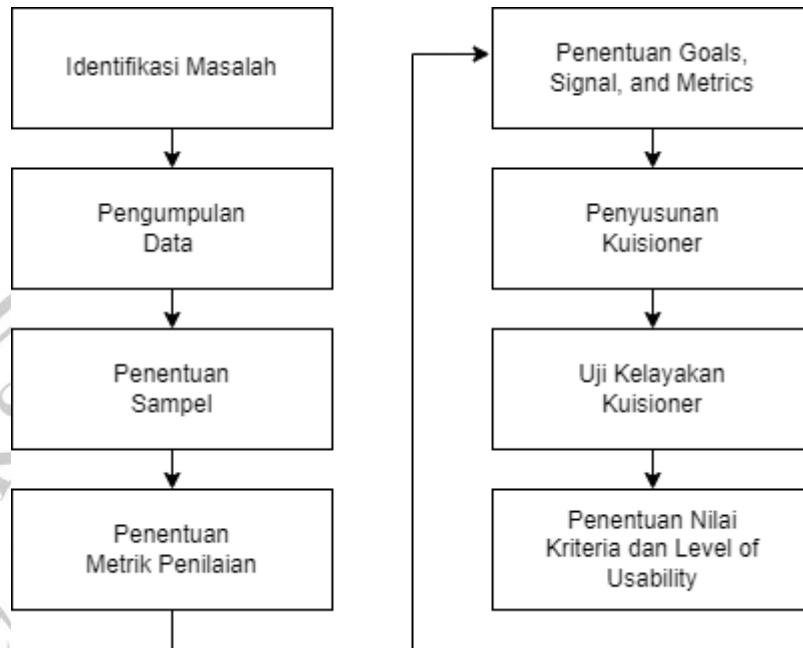 Identifikasi Masalah
Pengumpulan
Data
Penentuan
Sampel
Penentuan
Metrik Penilaian
Penentuan Goals,
Signal, and Metrics
Penyusunan
Kuisioner
Uji Kelayakan
Kuisioner
Penentuan Nilai
Kriteria dan Level of
Usability